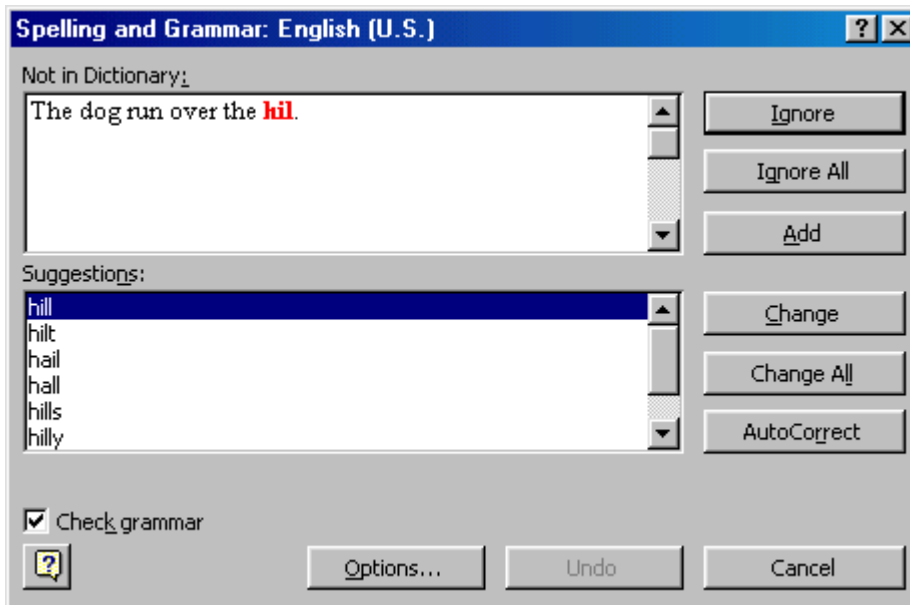 Spelling and Grammar: English (U.S.)
Not in Dictionary:
The dog run over the hil.
Ignore
Ignore All
Add
Suggestions:
hill
hilt
hail
hall
hills
hilly
Change
Change All
AutoCorrect
Check grammar
Options...
Undo
Cancel